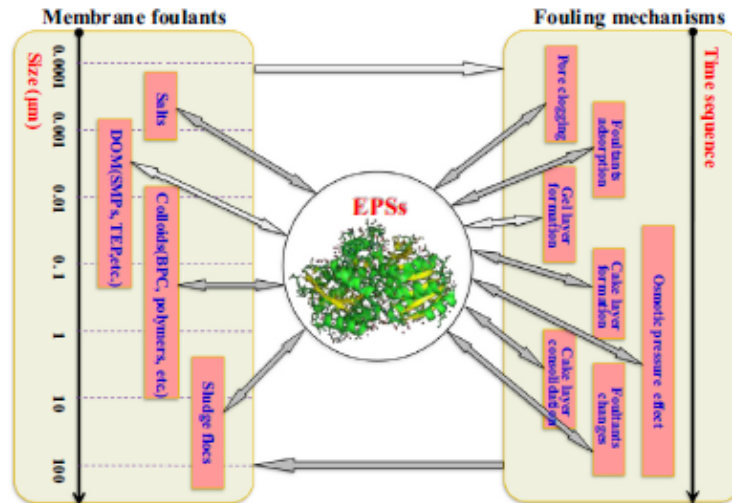 Membrane foulants
Fouling mechanisms
Size (μm)
0.0001
0.001
0.01
0.1
1
10
100
Salts
DOM(SMPs, TEP,etc.)
Colloids(BPC, polymers, etc.)
Sludge flocs
EPSs
Pore clogging
Foultants
adsorption
Gel layer
formation
Cake layer
formation
Osmotic pressure effect
Cake layer
consolidation
Foultants
changes
Time sequence